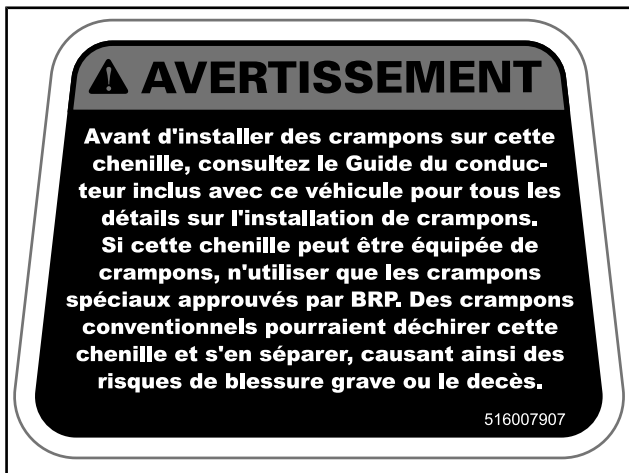 AVERTISSEMENT
Avant d'installer des crampons sur cette
chenille, consultez le Guide du conduc-
teur inclus avec ce véhicule pour tous les
détails sur l'installation de crampons.
Si cette chenille peut être équipée de
crampons, n'utiliser que les crampons
spéciaux approuvés par BRP. Des crampons
conventionnels pourraient déchirer cette
chenille et s'en séparer, causant ainsi des
risques de blessure grave ou le decès.
516007907